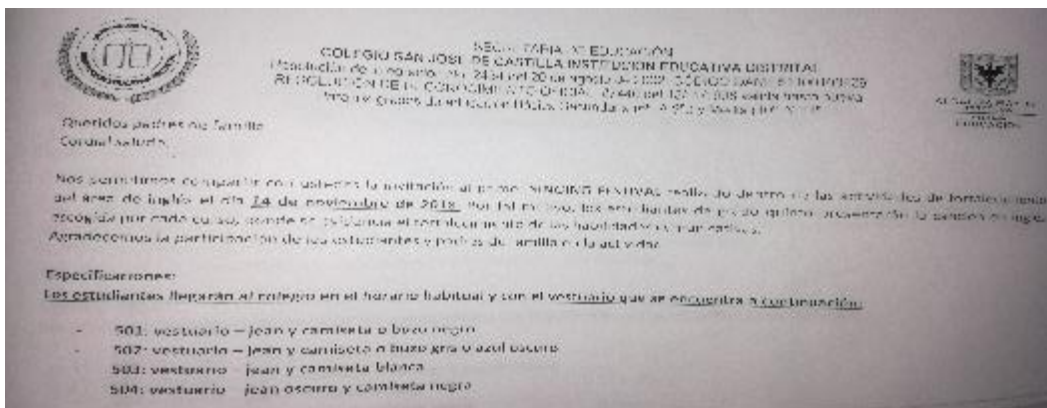 SECRETARIA DE EDUCACIÓN
COLEGIO SAN JOSE DE CASTILLA INSTITUCION EDUCATIVA DISTRITAL
Queridos padres de familia
Cordial saludo.
Nos permitimos compartir con ustedes la invitación al primer SINGING FESTIVAL realizado dentro de las actividades de fortalecimiento
del área de inglés el día 14 de noviembre de 2018. Por tal motivo, los estudiantes de grado quinto presentarán la canción en inglés
escogida por cada curso, donde se evidencia el fortalecimiento de las habilidades comunicativas.
Agradecemos la participación de los estudiantes y padres de familia en la actividad.
Especificaciones:
Los estudiantes llegarán al colegio en el horario habitual y con el vestuario que se encuentra a continuación:
- 501: vestuario – jean y camiseta o buzo negro
- 502: vestuario – jean y camiseta o buzo gris o azul oscuro
- 503: vestuario – jean y camiseta blanca
- 504: vestuario – jean oscuro y camiseta negra